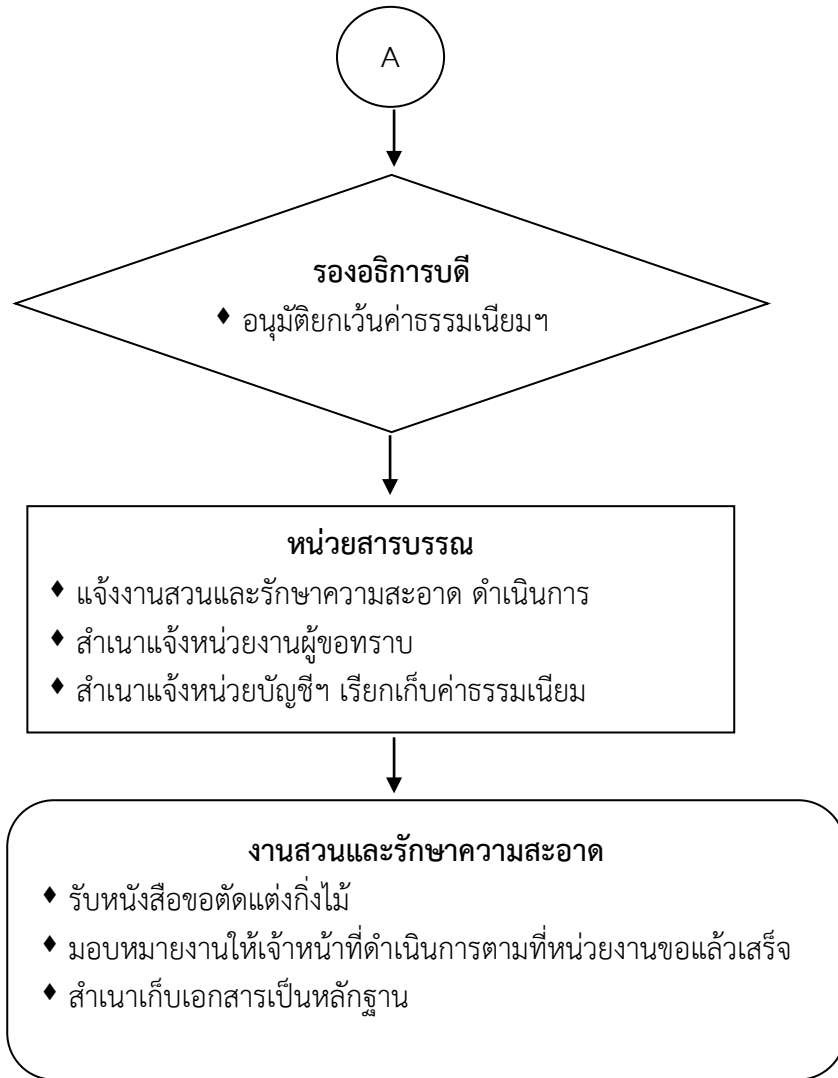 A
รองอธิการบดี
♦ อนุมัติยกเว้นค่าธรรมเนียมฯ
หน่วยสารบรรณ
♦ แจ้งงานสวนและรักษาความสะอาด ดำเนินการ
♦ สำเนาแจ้งหน่วยงานผู้ขอทราบ
♦ สำเนาแจ้งหน่วยบัญชีฯ เรียกเก็บค่าธรรมเนียม
งานสวนและรักษาความสะอาด
♦ รับหนังสือขอตัดแต่งกิ่งไม้
♦ มอบหมายงานให้เจ้าหน้าที่ดำเนินการตามที่หน่วยงานขอแล้วเสร็จ
♦ สำเนาเก็บเอกสารเป็นหลักฐาน